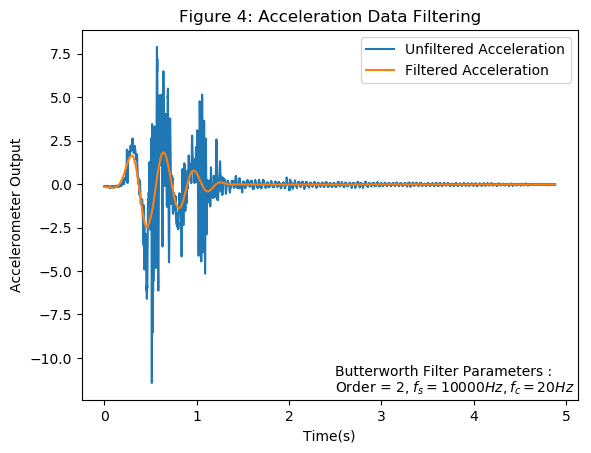 Figure 4: Acceleration Data Filtering
Unfiltered Acceleration
Filtered Acceleration
Accelerometer Output
7.5
5.0
2.5
0.0
−2.5
−5.0
−7.5
−10.0
Butterworth Filter Parameters :
Order = 2, fₛ = 10000Hz, f꜀ = 20Hz
0
1
2
3
4
5
Time(s)